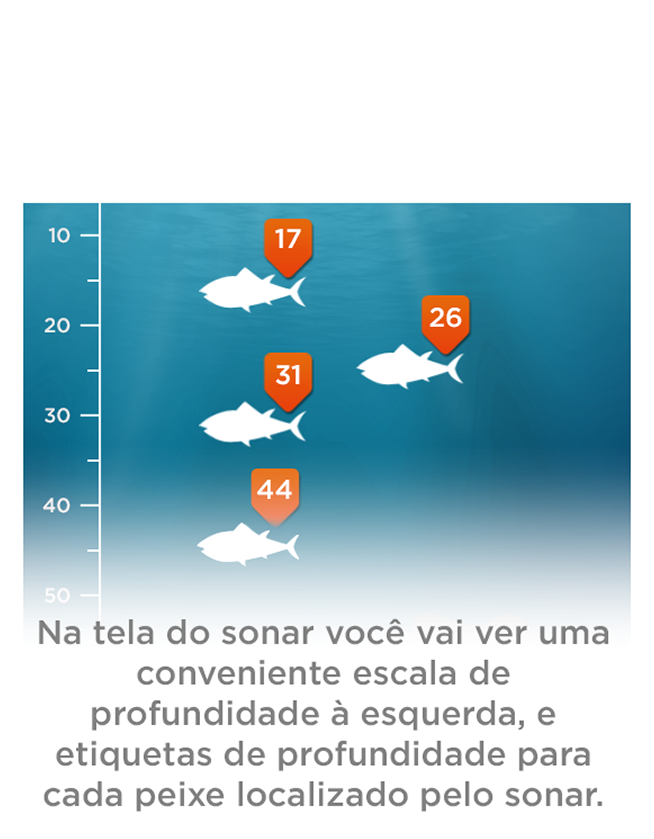 10
17
20
26
31
30
44
40
50
Na tela do sonar você vai ver uma
conveniente escala de
profundidade à esquerda, e
etiquetas de profundidade para
cada peixe localizado pelo sonar.